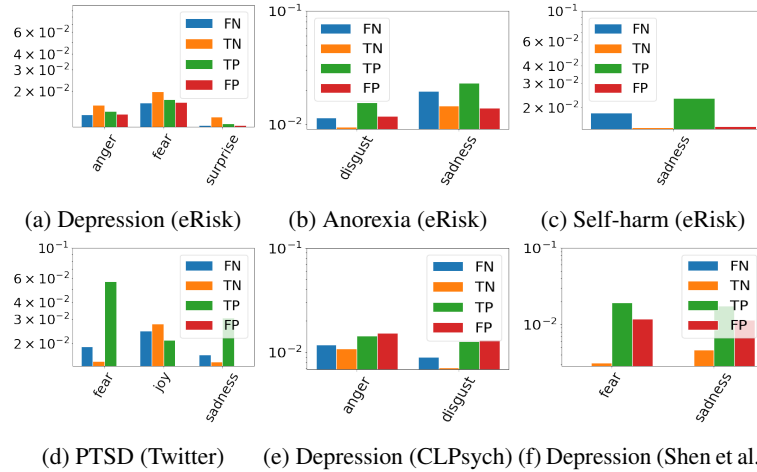 6 × 10⁻²
3 × 10⁻²
2 × 10⁻²
FN
TN
TP
FP
anger
fear
surprise
(a) Depression (eRisk)
10⁻¹
10⁻²
FN
TN
TP
FP
disgust
sadness
(b) Anorexia (eRisk)
10⁻¹
6 × 10⁻²
4 × 10⁻²
3 × 10⁻²
2 × 10⁻²
FN
TN
TP
FP
sadness
(c) Self-harm (eRisk)
10⁻¹
6 × 10⁻²
4 × 10⁻²
3 × 10⁻²
2 × 10⁻²
FN
TN
TP
FP
fear
joy
sadness
(d) PTSD (Twitter)
10⁻¹
10⁻²
FN
TN
TP
FP
anger
disgust
(e) Depression (CLPsych)
10⁻¹
10⁻²
FN
TN
TP
FP
fear
sadness
(f) Depression (Shen et al.